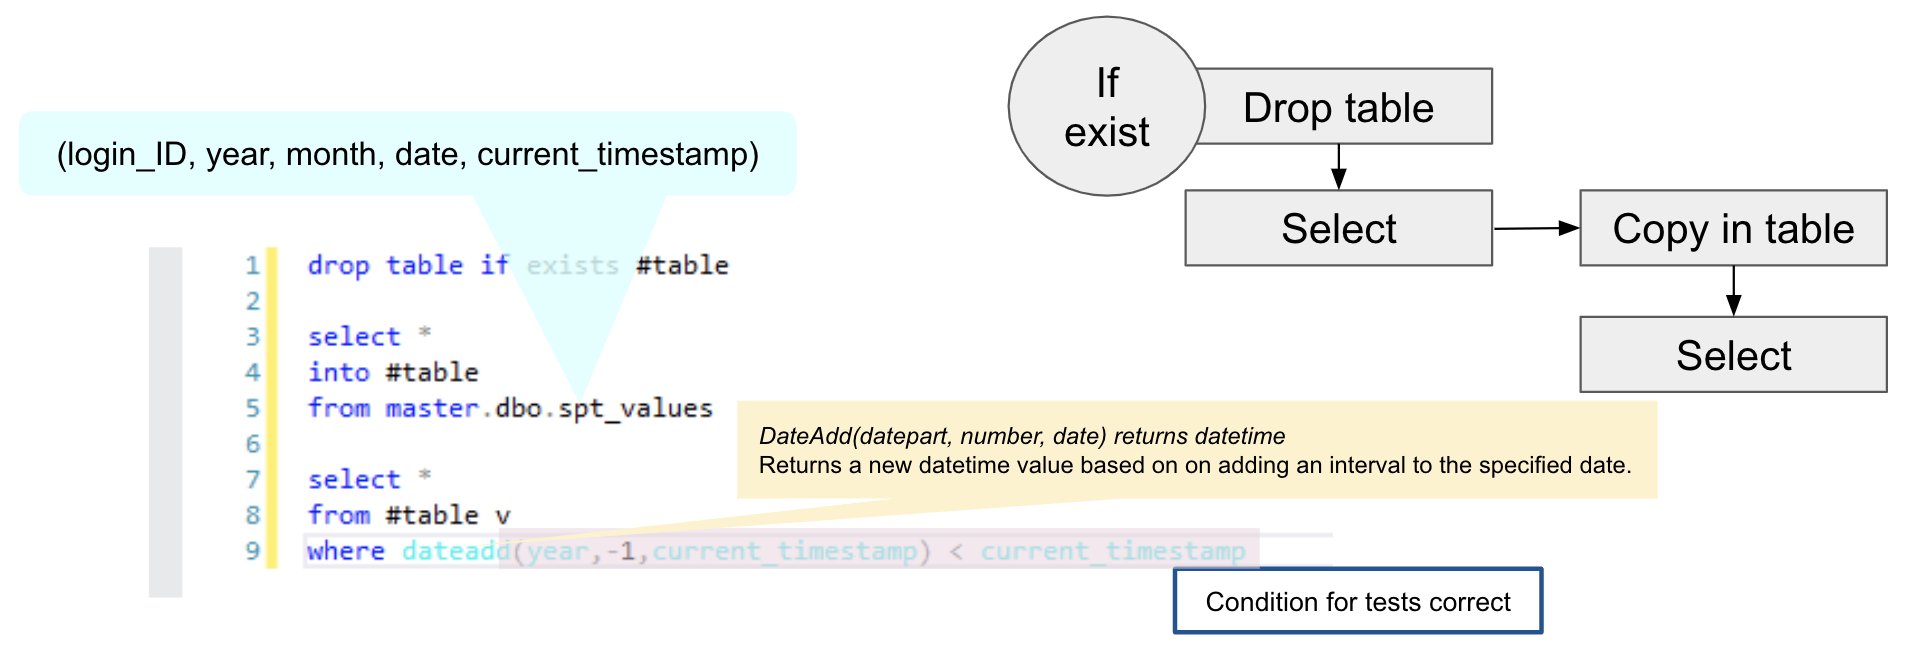 If
exist
Drop table
(login_ID, year, month, date, current_timestamp)
Select
Copy in table
Select
1 drop table if exists #table
2
3 select *
4 into #table
5 from master.dbo.spt_values
6
7 select *
8 from #table v
9 where dateadd(year,-1,current_timestamp) < current_timestamp
DateAdd(datepart, number, date) returns datetime
Returns a new datetime value based on on adding an interval to the specified date.
Condition for tests correct